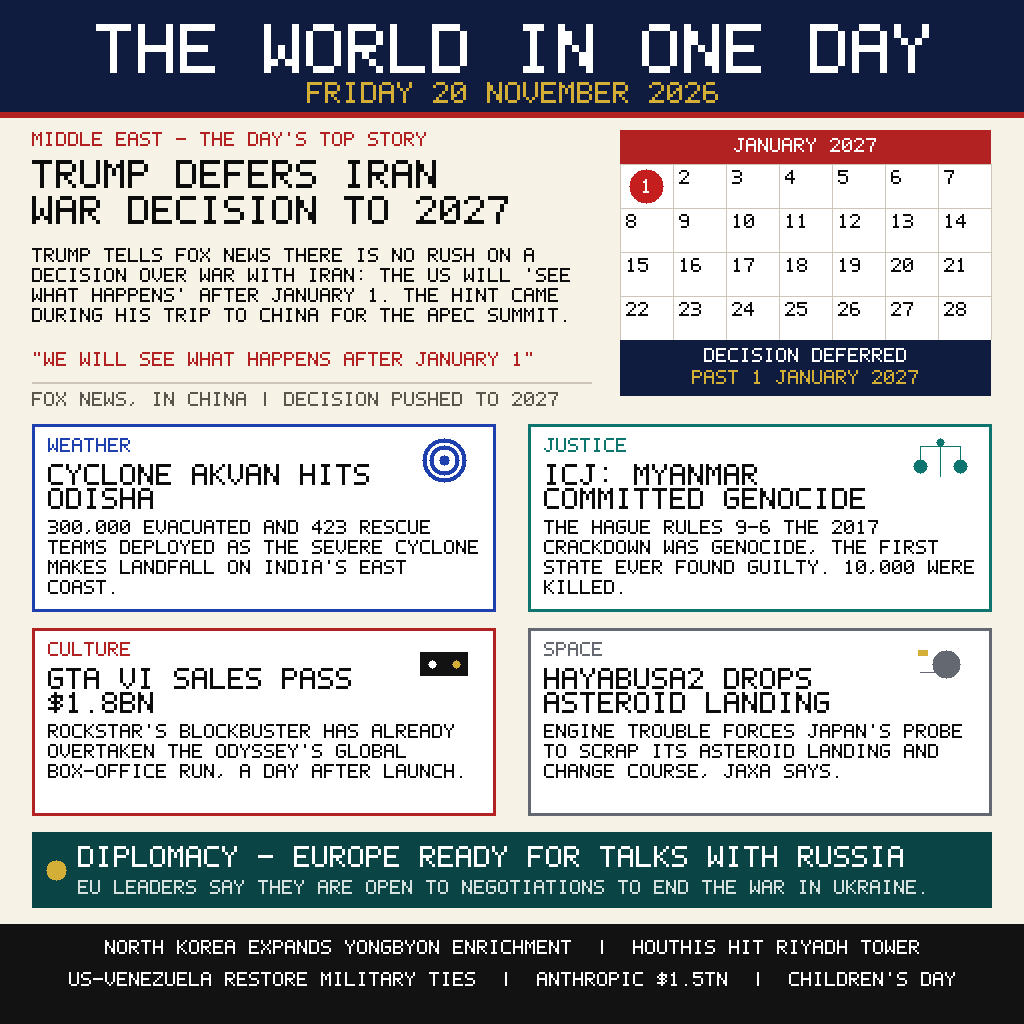 THE WORLD IN ONE DAY
FRIDAY 20 NOVEMBER 2026
MIDDLE EAST – THE DAY'S TOP STORY
TRUMP DEFERS IRAN
WAR DECISION TO 2027
TRUMP TELLS FOX NEWS THERE IS NO RUSH ON A
DECISION OVER WAR WITH IRAN: THE US WILL 'SEE
WHAT HAPPENS' AFTER JANUARY 1. THE HINT CAME
DURING HIS TRIP TO CHINA FOR THE APEC SUMMIT.
"WE WILL SEE WHAT HAPPENS AFTER JANUARY 1"
FOX NEWS, IN CHINA | DECISION PUSHED TO 2027
JANUARY 2027
1 2 3 4 5 6 7
8 9 10 11 12 13 14
15 16 17 18 19 20 21
22 23 24 25 26 27 28
DECISION DEFERRED
PAST 1 JANUARY 2027
WEATHER
CYCLONE AKVAN HITS
ODISHA
300,000 EVACUATED AND 423 RESCUE
TEAMS DEPLOYED AS THE SEVERE CYCLONE
MAKES LANDFALL ON INDIA'S EAST
COAST.
JUSTICE
ICJ: MYANMAR
COMMITTED GENOCIDE
THE HAGUE RULES 9-6 THE 2017
CRACKDOWN WAS GENOCIDE, THE FIRST
STATE EVER FOUND GUILTY. 10,000 WERE
KILLED.
CULTURE
GTA VI SALES PASS
$1.8BN
ROCKSTAR'S BLOCKBUSTER HAS ALREADY
OVERTAKEN THE ODYSSEY'S GLOBAL
BOX-OFFICE RUN, A DAY AFTER LAUNCH.
SPACE
HAYABUSA2 DROPS
ASTEROID LANDING
ENGINE TROUBLE FORCES JAPAN'S PROBE
TO SCRAP ITS ASTEROID LANDING AND
CHANGE COURSE, JAXA SAYS.
DIPLOMACY – EUROPE READY FOR TALKS WITH RUSSIA
EU LEADERS SAY THEY ARE OPEN TO NEGOTIATIONS TO END THE WAR IN UKRAINE.
NORTH KOREA EXPANDS YONGBYON ENRICHMENT | HOUTHIS HIT RIYADH TOWER
US-VENEZUELA RESTORE MILITARY TIES | ANTHROPIC $1.5TN | CHILDREN'S DAY